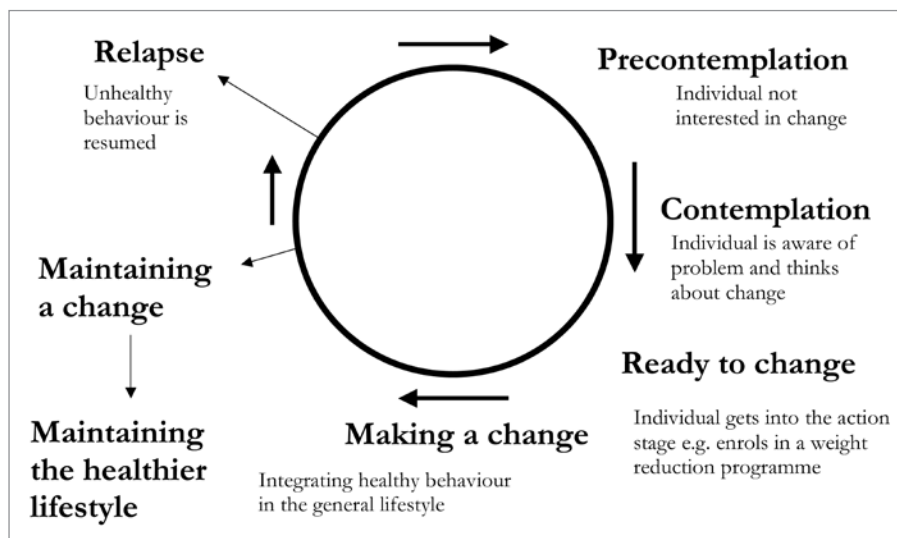 Relapse
Unhealthy
behaviour is
resumed
Precontemplation
Individual not
interested in change
Contemplation
Individual is aware of
problem and thinks
about change
Ready to change
Individual gets into the action
stage e.g. enrols in a weight
reduction programme
Making a change
Integrating healthy behaviour
in the general lifestyle
Maintaining
a change
Maintaining
the healthier
lifestyle